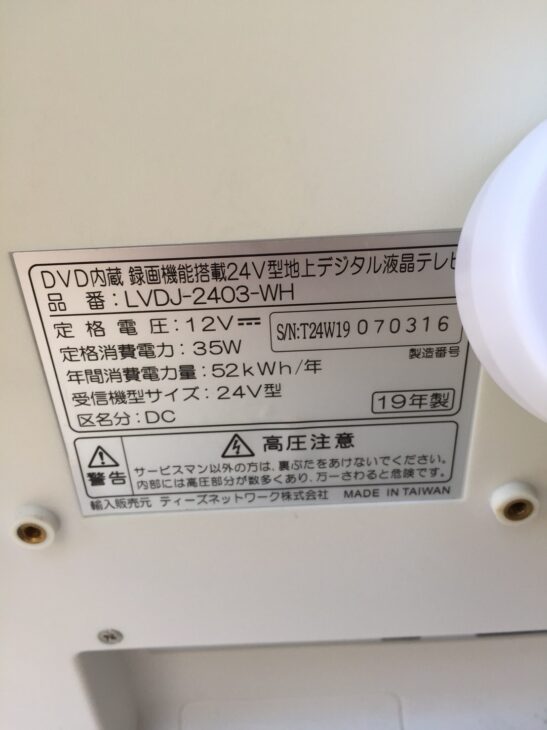 DVD内蔵 録画機能搭載24V型地上デジタル液晶テレビ
品 番:LVDJ-2403-WH
定格電圧:12V⎓
S/N:T24W19 070316
定格消費電力:35W
製造番号
年間消費電力量:52kWh/年
受信機型サイズ:24V型
区名分:DC
19年製
警告
高圧注意
サービスマン以外の方は、裏ぶたをあけないでください。
内部には高圧部分が数多くあり、万一さわると危険です。
輸入販売元 ティーズネットワーク株式会社 MADE IN TAIWAN